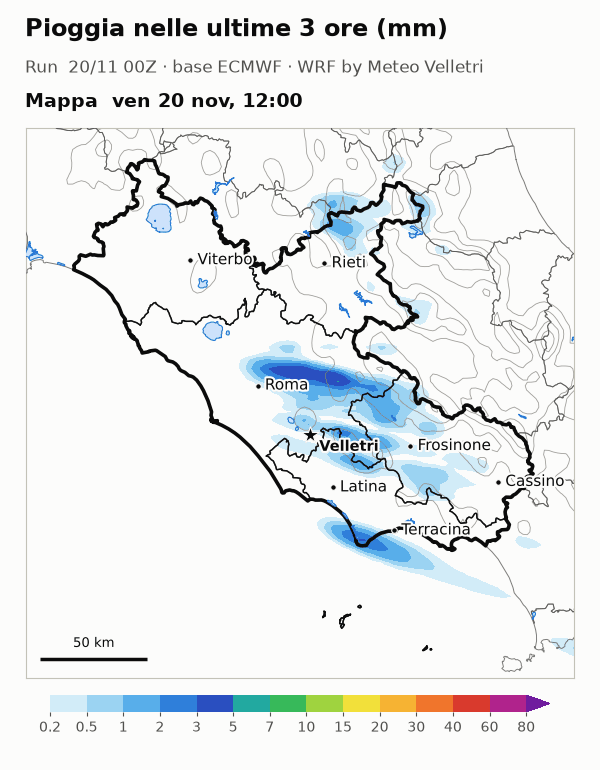 Pioggia nelle ultime 3 ore (mm)
Run  20/11 00Z · base ECMWF · WRF by Meteo Velletri
Mappa  ven 20 nov, 12:00
Viterbo
Rieti
Roma
Velletri
Frosinone
Latina
Cassino
Terracina
50 km
0.2 0.5 1 2 3 5 7 10 15 20 30 40 60 80